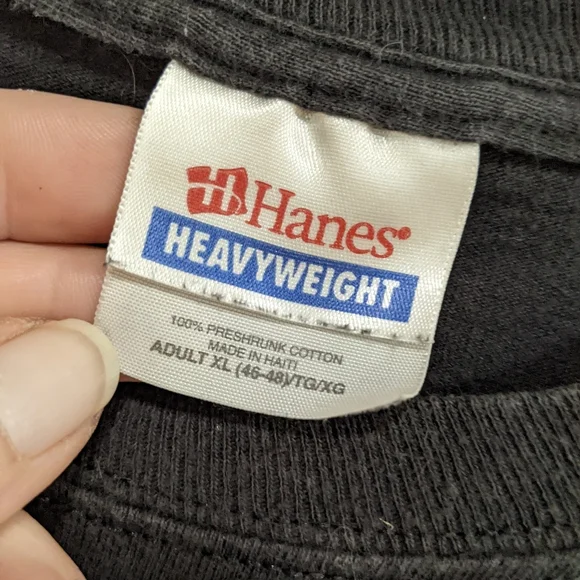 Hanes
HEAVYWEIGHT
100% PRESHRUNK COTTON
MADE IN HAITI
ADULT XL (46-48)/TG/XG